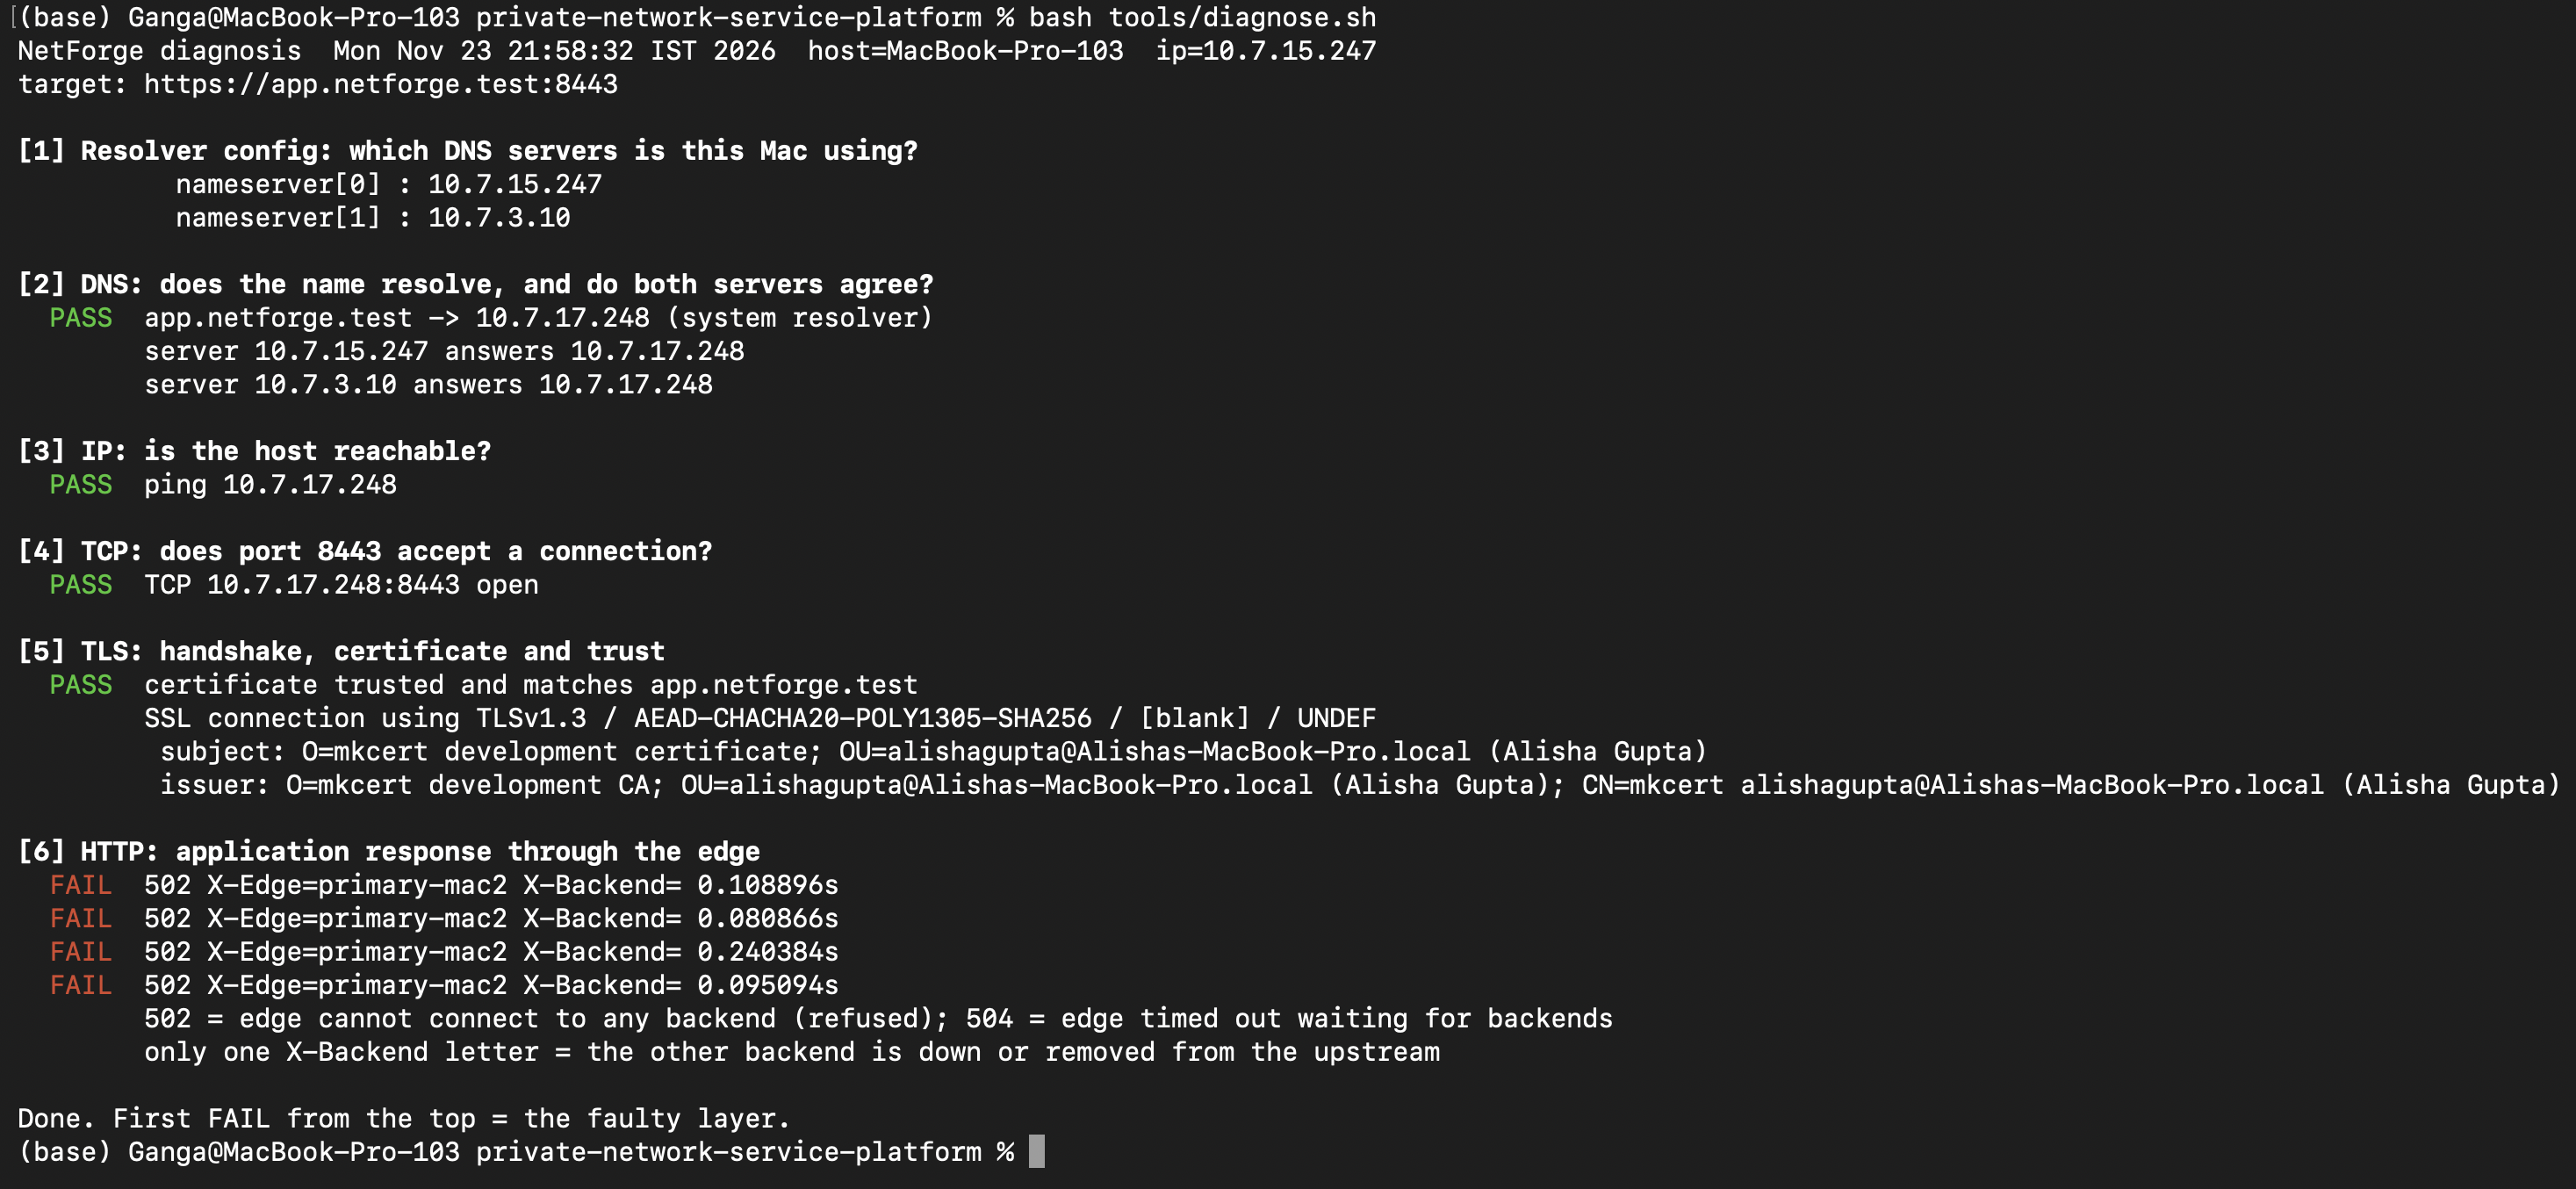 (base) Ganga@MacBook-Pro-103 private-network-service-platform % bash tools/diagnose.sh
NetForge diagnosis  Mon Nov 23 21:58:32 IST 2026  host=MacBook-Pro-103  ip=10.7.15.247
target: https://app.netforge.test:8443

[1] Resolver config: which DNS servers is this Mac using?
          nameserver[0] : 10.7.15.247
          nameserver[1] : 10.7.3.10

[2] DNS: does the name resolve, and do both servers agree?
  PASS  app.netforge.test -> 10.7.17.248 (system resolver)
        server 10.7.15.247 answers 10.7.17.248
        server 10.7.3.10 answers 10.7.17.248

[3] IP: is the host reachable?
  PASS  ping 10.7.17.248

[4] TCP: does port 8443 accept a connection?
  PASS  TCP 10.7.17.248:8443 open

[5] TLS: handshake, certificate and trust
  PASS  certificate trusted and matches app.netforge.test
        SSL connection using TLSv1.3 / AEAD-CHACHA20-POLY1305-SHA256 / [blank] / UNDEF
         subject: O=mkcert development certificate; OU=alishagupta@Alishas-MacBook-Pro.local (Alisha Gupta)
         issuer: O=mkcert development CA; OU=alishagupta@Alishas-MacBook-Pro.local (Alisha Gupta); CN=mkcert alishagupta@Alishas-MacBook-Pro.local (Alisha Gupta)

[6] HTTP: application response through the edge
  FAIL  502 X-Edge=primary-mac2 X-Backend= 0.108896s
  FAIL  502 X-Edge=primary-mac2 X-Backend= 0.080866s
  FAIL  502 X-Edge=primary-mac2 X-Backend= 0.240384s
  FAIL  502 X-Edge=primary-mac2 X-Backend= 0.095094s
        502 = edge cannot connect to any backend (refused); 504 = edge timed out waiting for backends
        only one X-Backend letter = the other backend is down or removed from the upstream

Done. First FAIL from the top = the faulty layer.
(base) Ganga@MacBook-Pro-103 private-network-service-platform %